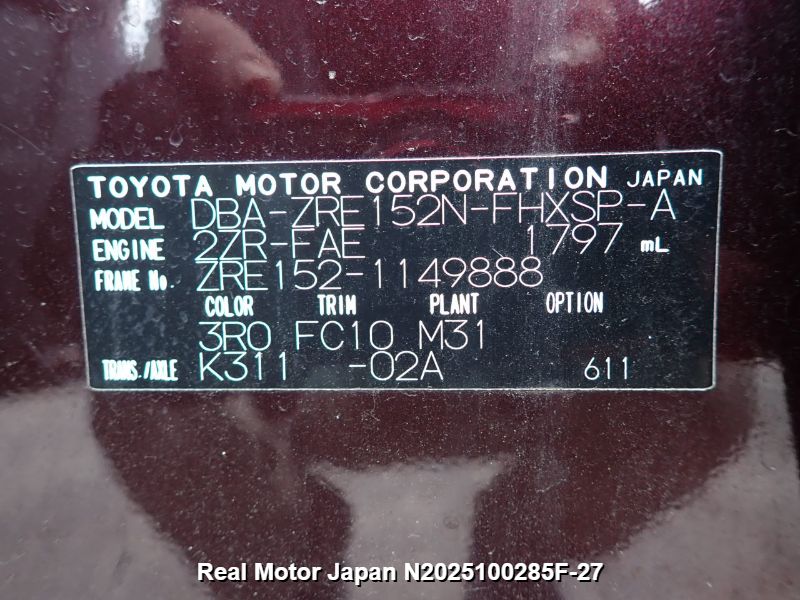 TOYOTA MOTOR CORPORATION JAPAN
MODEL DBA-ZRE152N-FHXSP-A
ENGINE 2ZR-FAE 1797 mL
FRAME No. ZRE152-1149888
COLOR TRIM PLANT OPTION
3R0 FC10 M31
TRANS./AXLE K311 -02A 611
Real Motor Japan N2025100285F-27